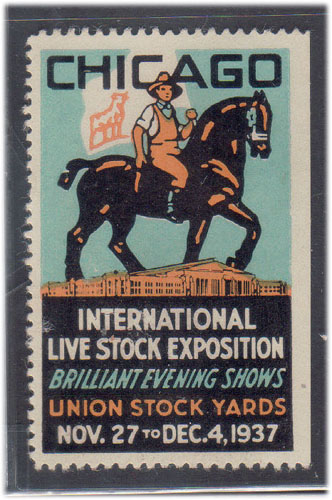 CHICAGO
INTERNATIONAL
LIVE STOCK EXPOSITION
BRILLIANT EVENING SHOWS
UNION STOCK YARDS
NOV. 27 TO DEC. 4, 1937